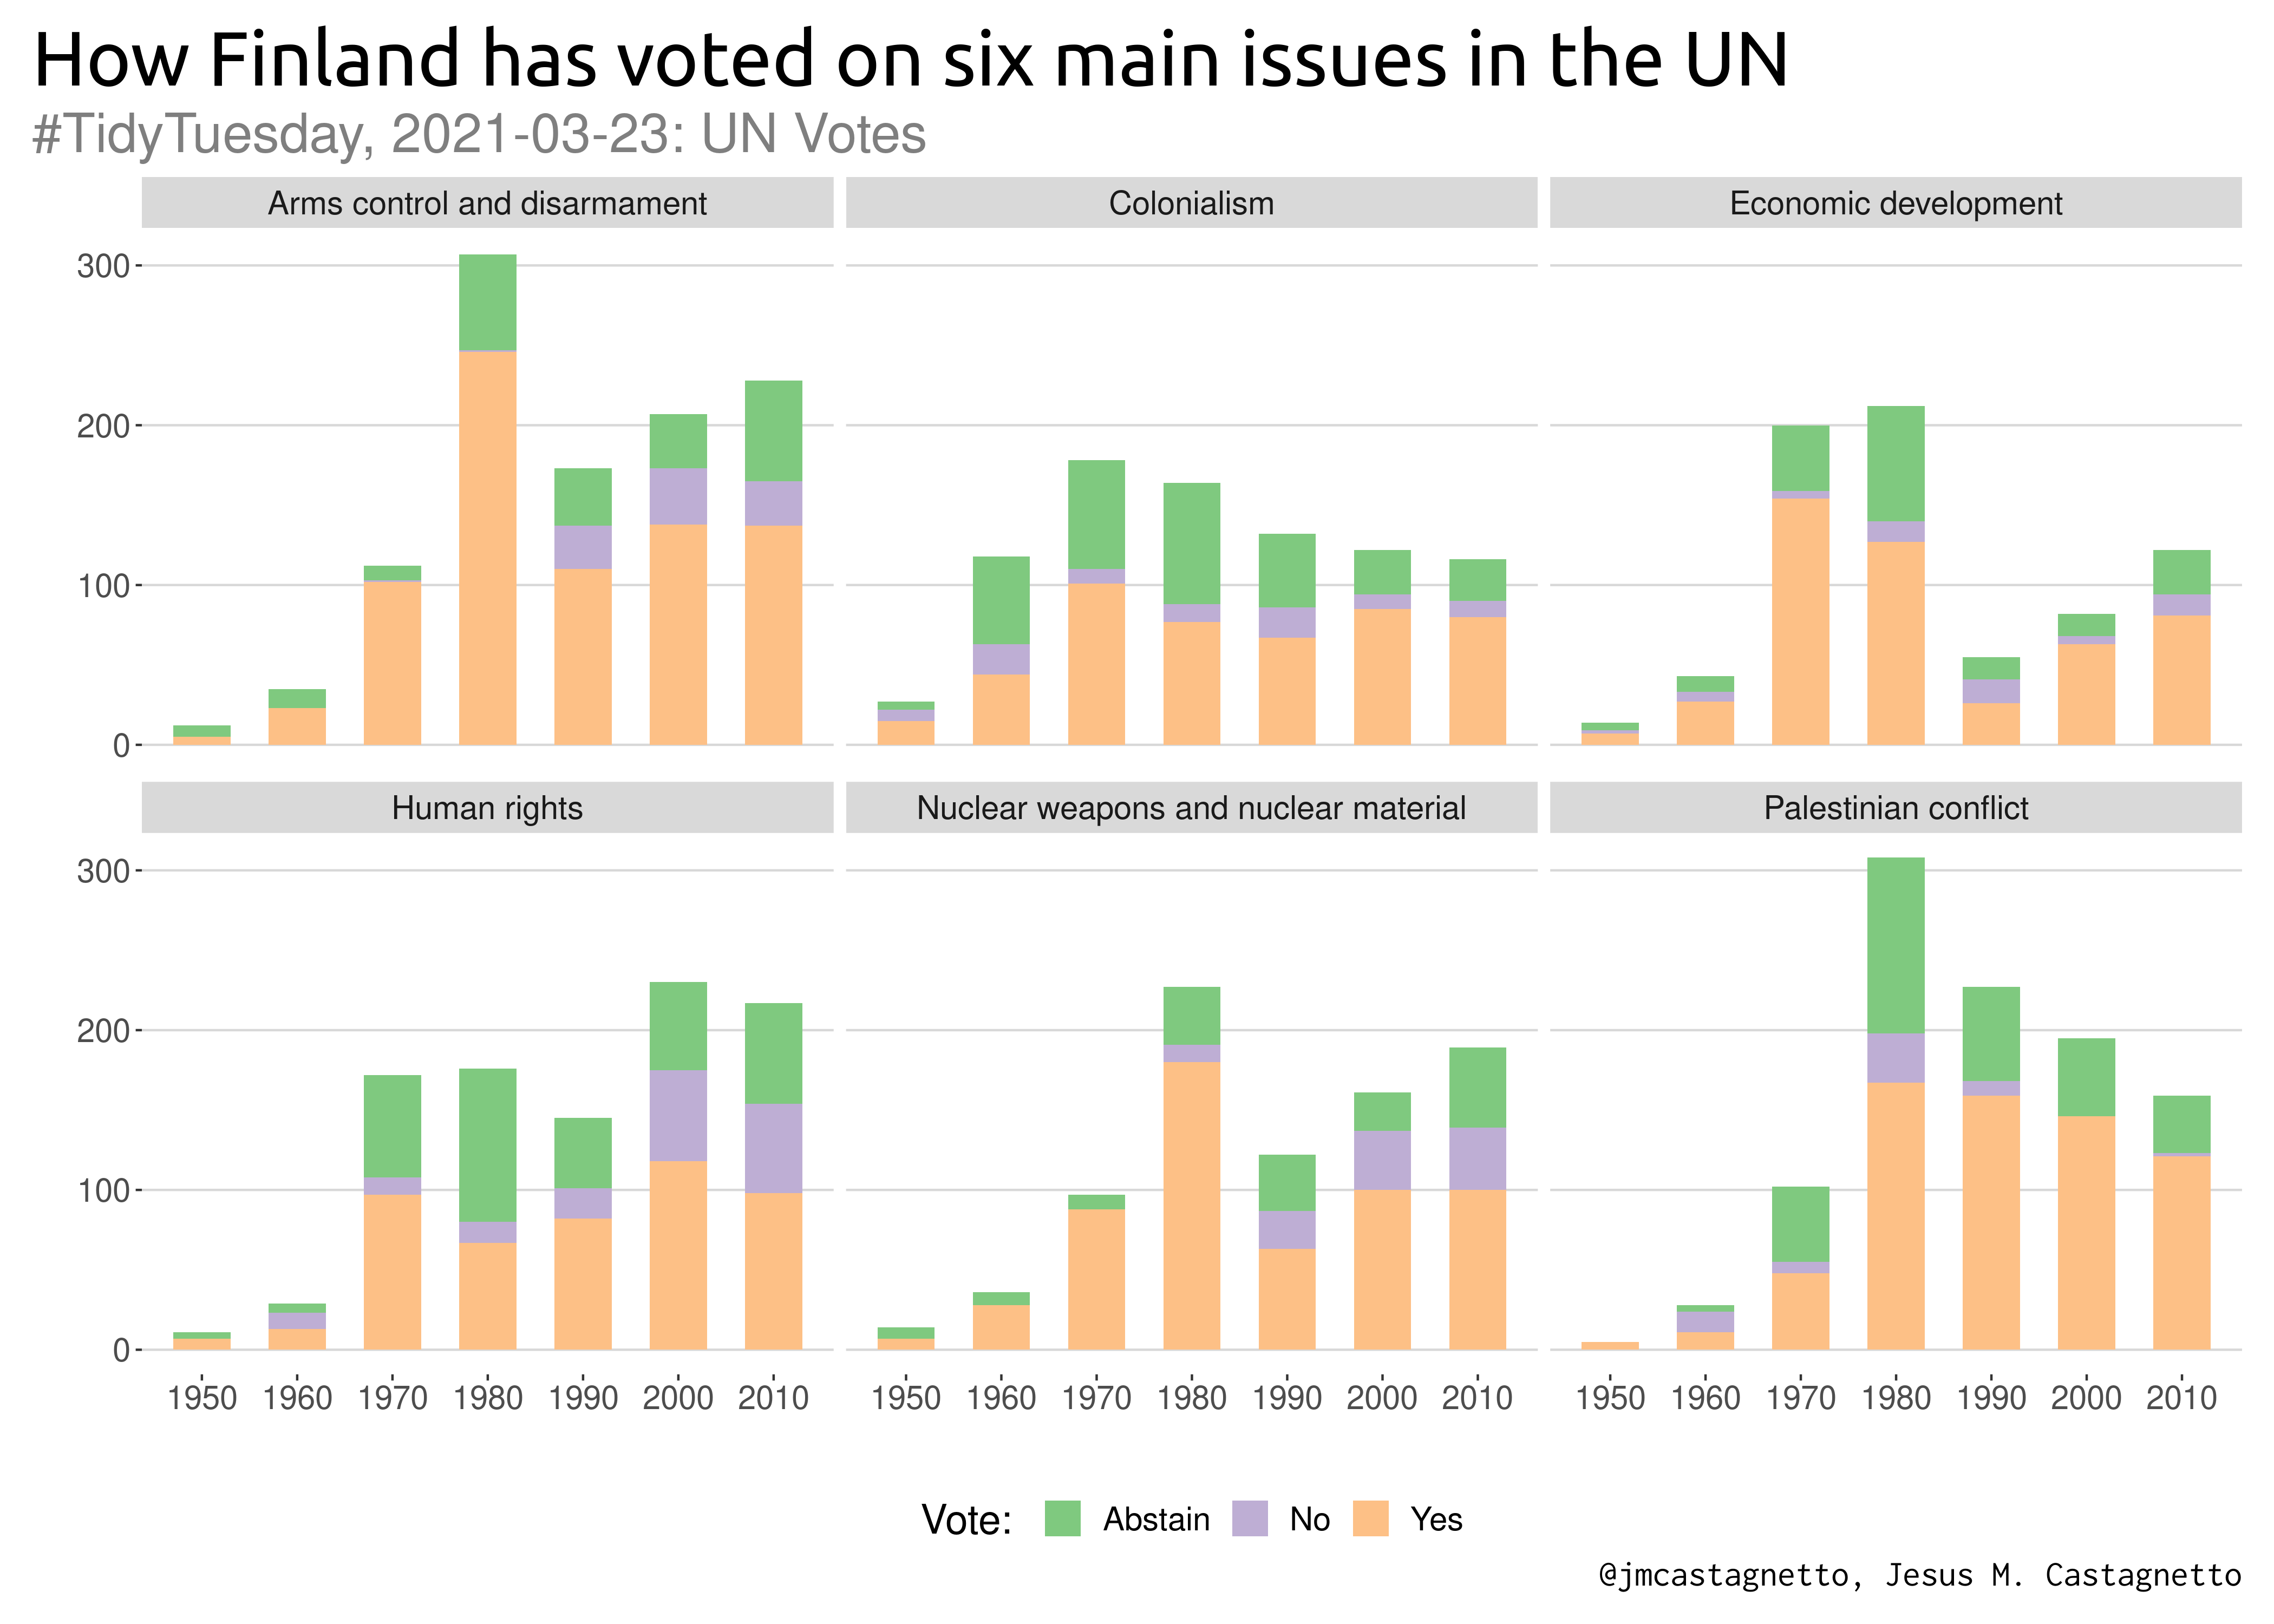 How Finland has voted on six main issues in the UN
#TidyTuesday, 2021-03-23: UN Votes
Arms control and disarmament
Colonialism
Economic development
300
200
100
0
Human rights
Nuclear weapons and nuclear material
Palestinian conflict
300
200
100
0
1950 1960 1970 1980 1990 2000 2010
1950 1960 1970 1980 1990 2000 2010
1950 1960 1970 1980 1990 2000 2010
Vote: Abstain No Yes
@jmcastagnetto, Jesus M. Castagnetto